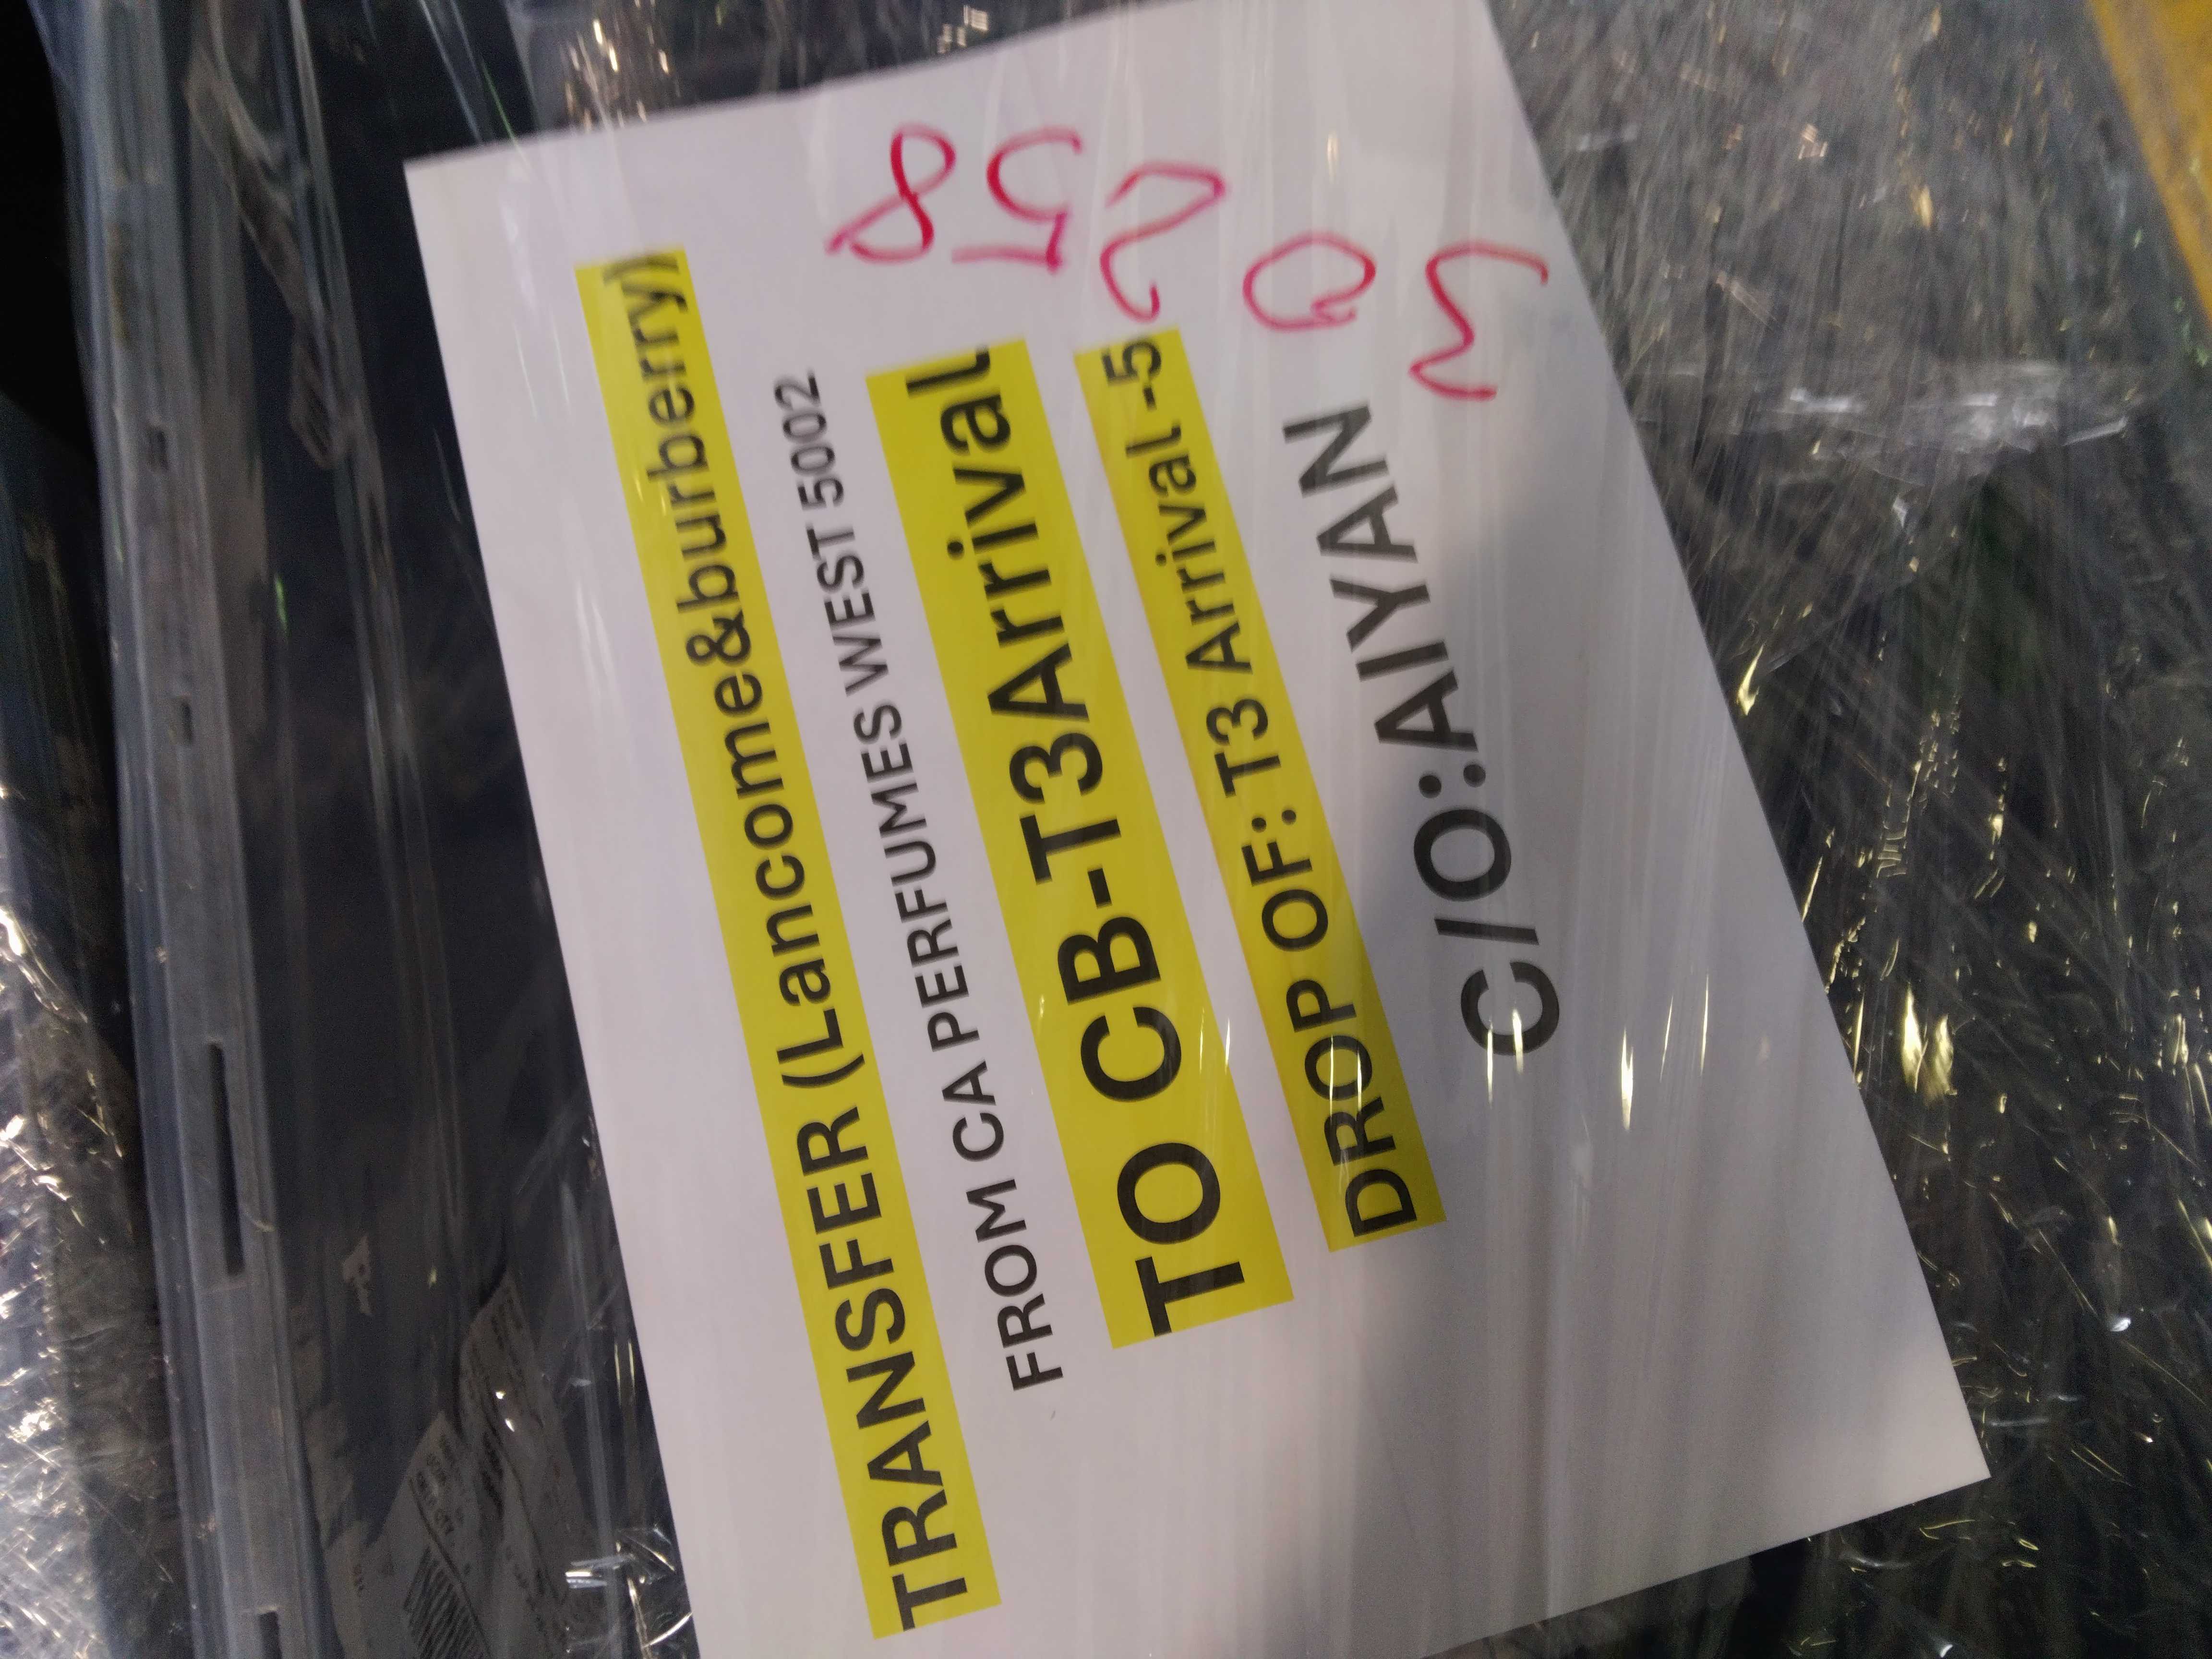 TRANSFER (Lancome&burberry)
FROM CA PERFUMES WEST 5002
TO CB-T3Arrival
DROP OF: T3 Arrival -5
C/O:AIYAN
30258